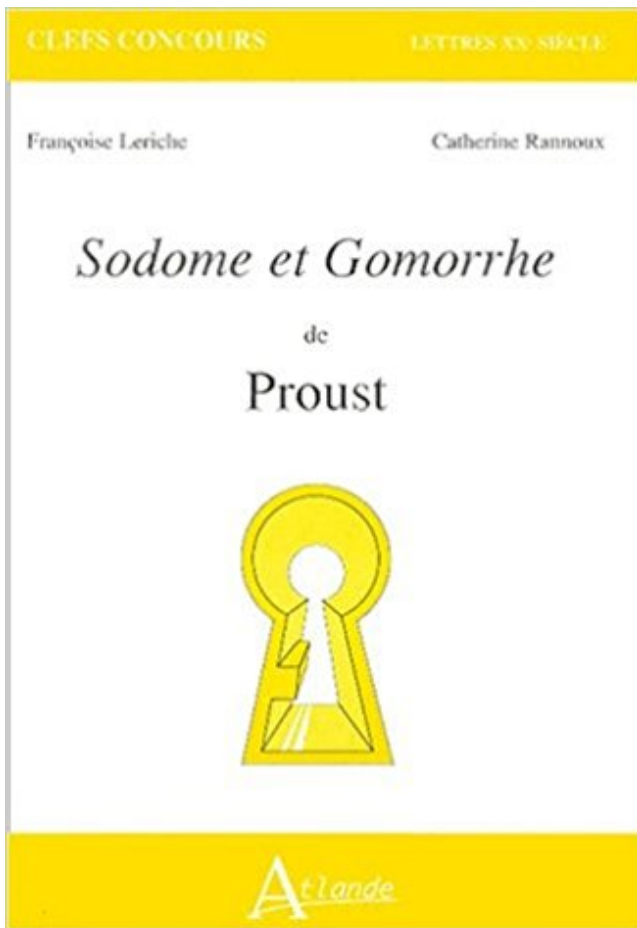 CLEFS CONCOURS LETTRES XXe SIÈCLE
Françoise Leriche Catherine Rannoux
Sodome et Gomorrhe
de
Proust
Atlande